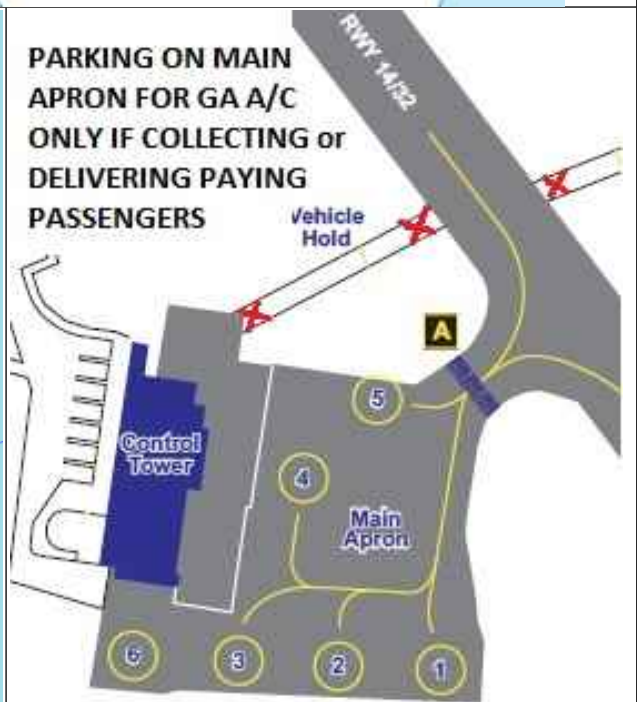 PARKING ON MAIN
APRON FOR GA A/C
ONLY IF COLLECTING or
DELIVERING PAYING
PASSENGERS
RWY 14/32
Vehicle
Hold
A
5
Control
Tower
4
Main
Apron
6
3
2
1